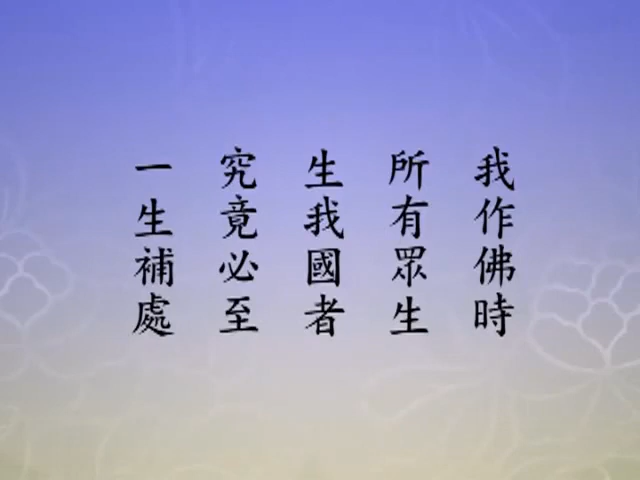 我作佛時
所有眾生
生我國者
究竟必至
一生補處